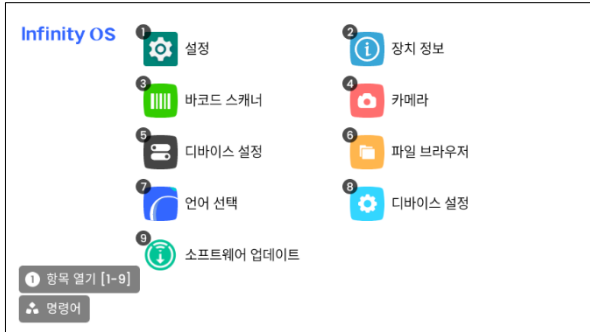 Infinity OS
1 설정
2 장치 정보
3 바코드 스캐너
4 카메라
5 디바이스 설정
6 파일 브라우저
7 언어 선택
8 디바이스 설정
9 소프트웨어 업데이트
1 항목 열기 [1-9]
명령어